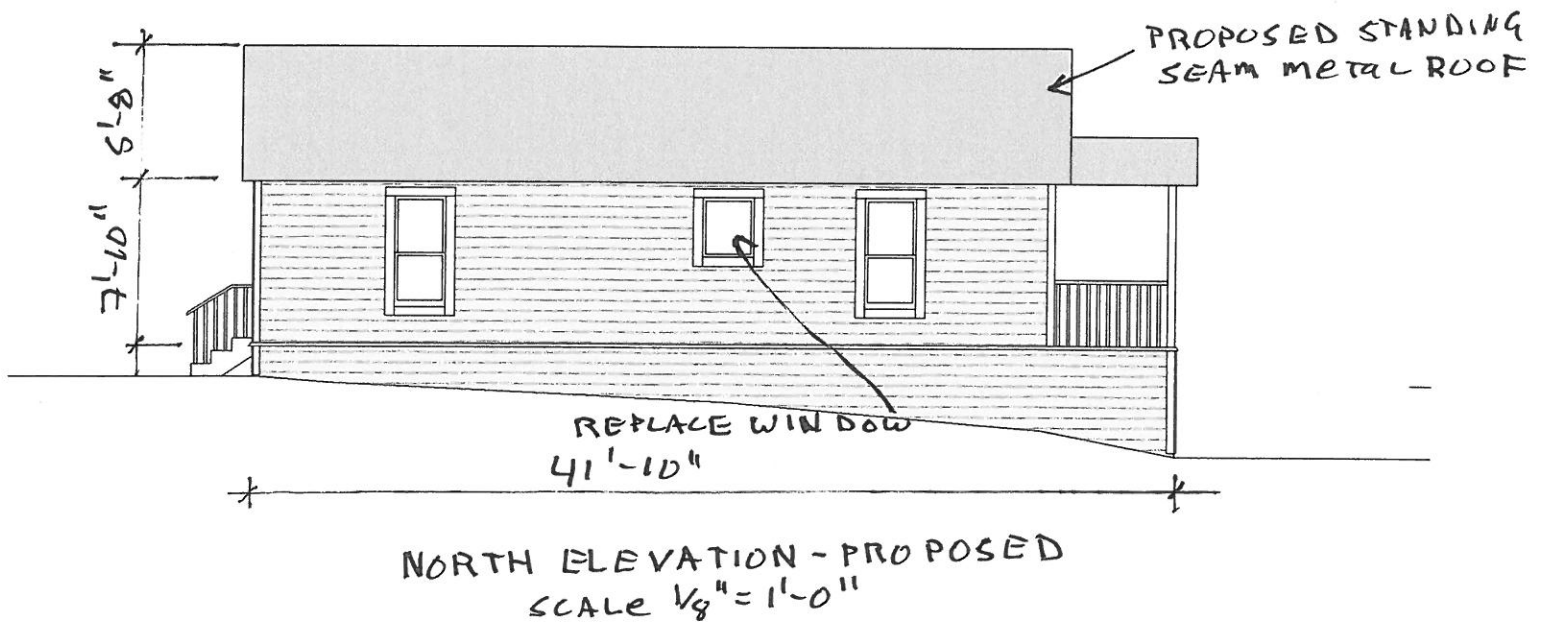 PROPOSED STANDING
SEAM METAL ROOF
5'-8"
7'-10"
REPLACE WINDOW
41'-10"
NORTH ELEVATION - PROPOSED
SCALE 1/8" = 1'-0"